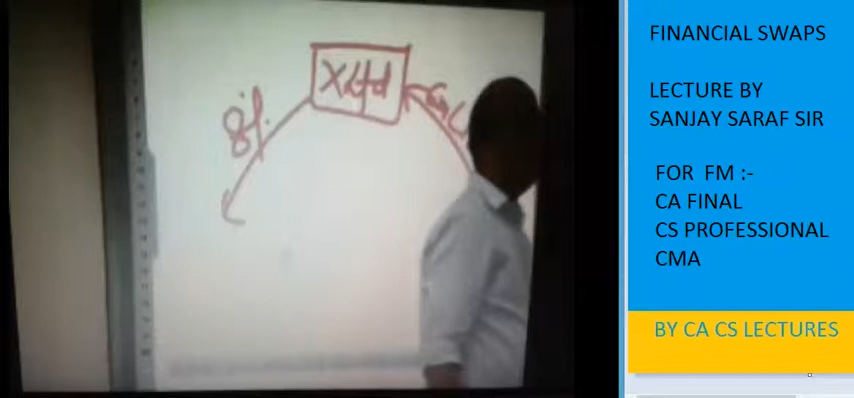 X Ltd
8%
FINANCIAL SWAPS
LECTURE BY
SANJAY SARAF SIR
FOR FM :-
CA FINAL
CS PROFESSIONAL
CMA
BY CA CS LECTURES